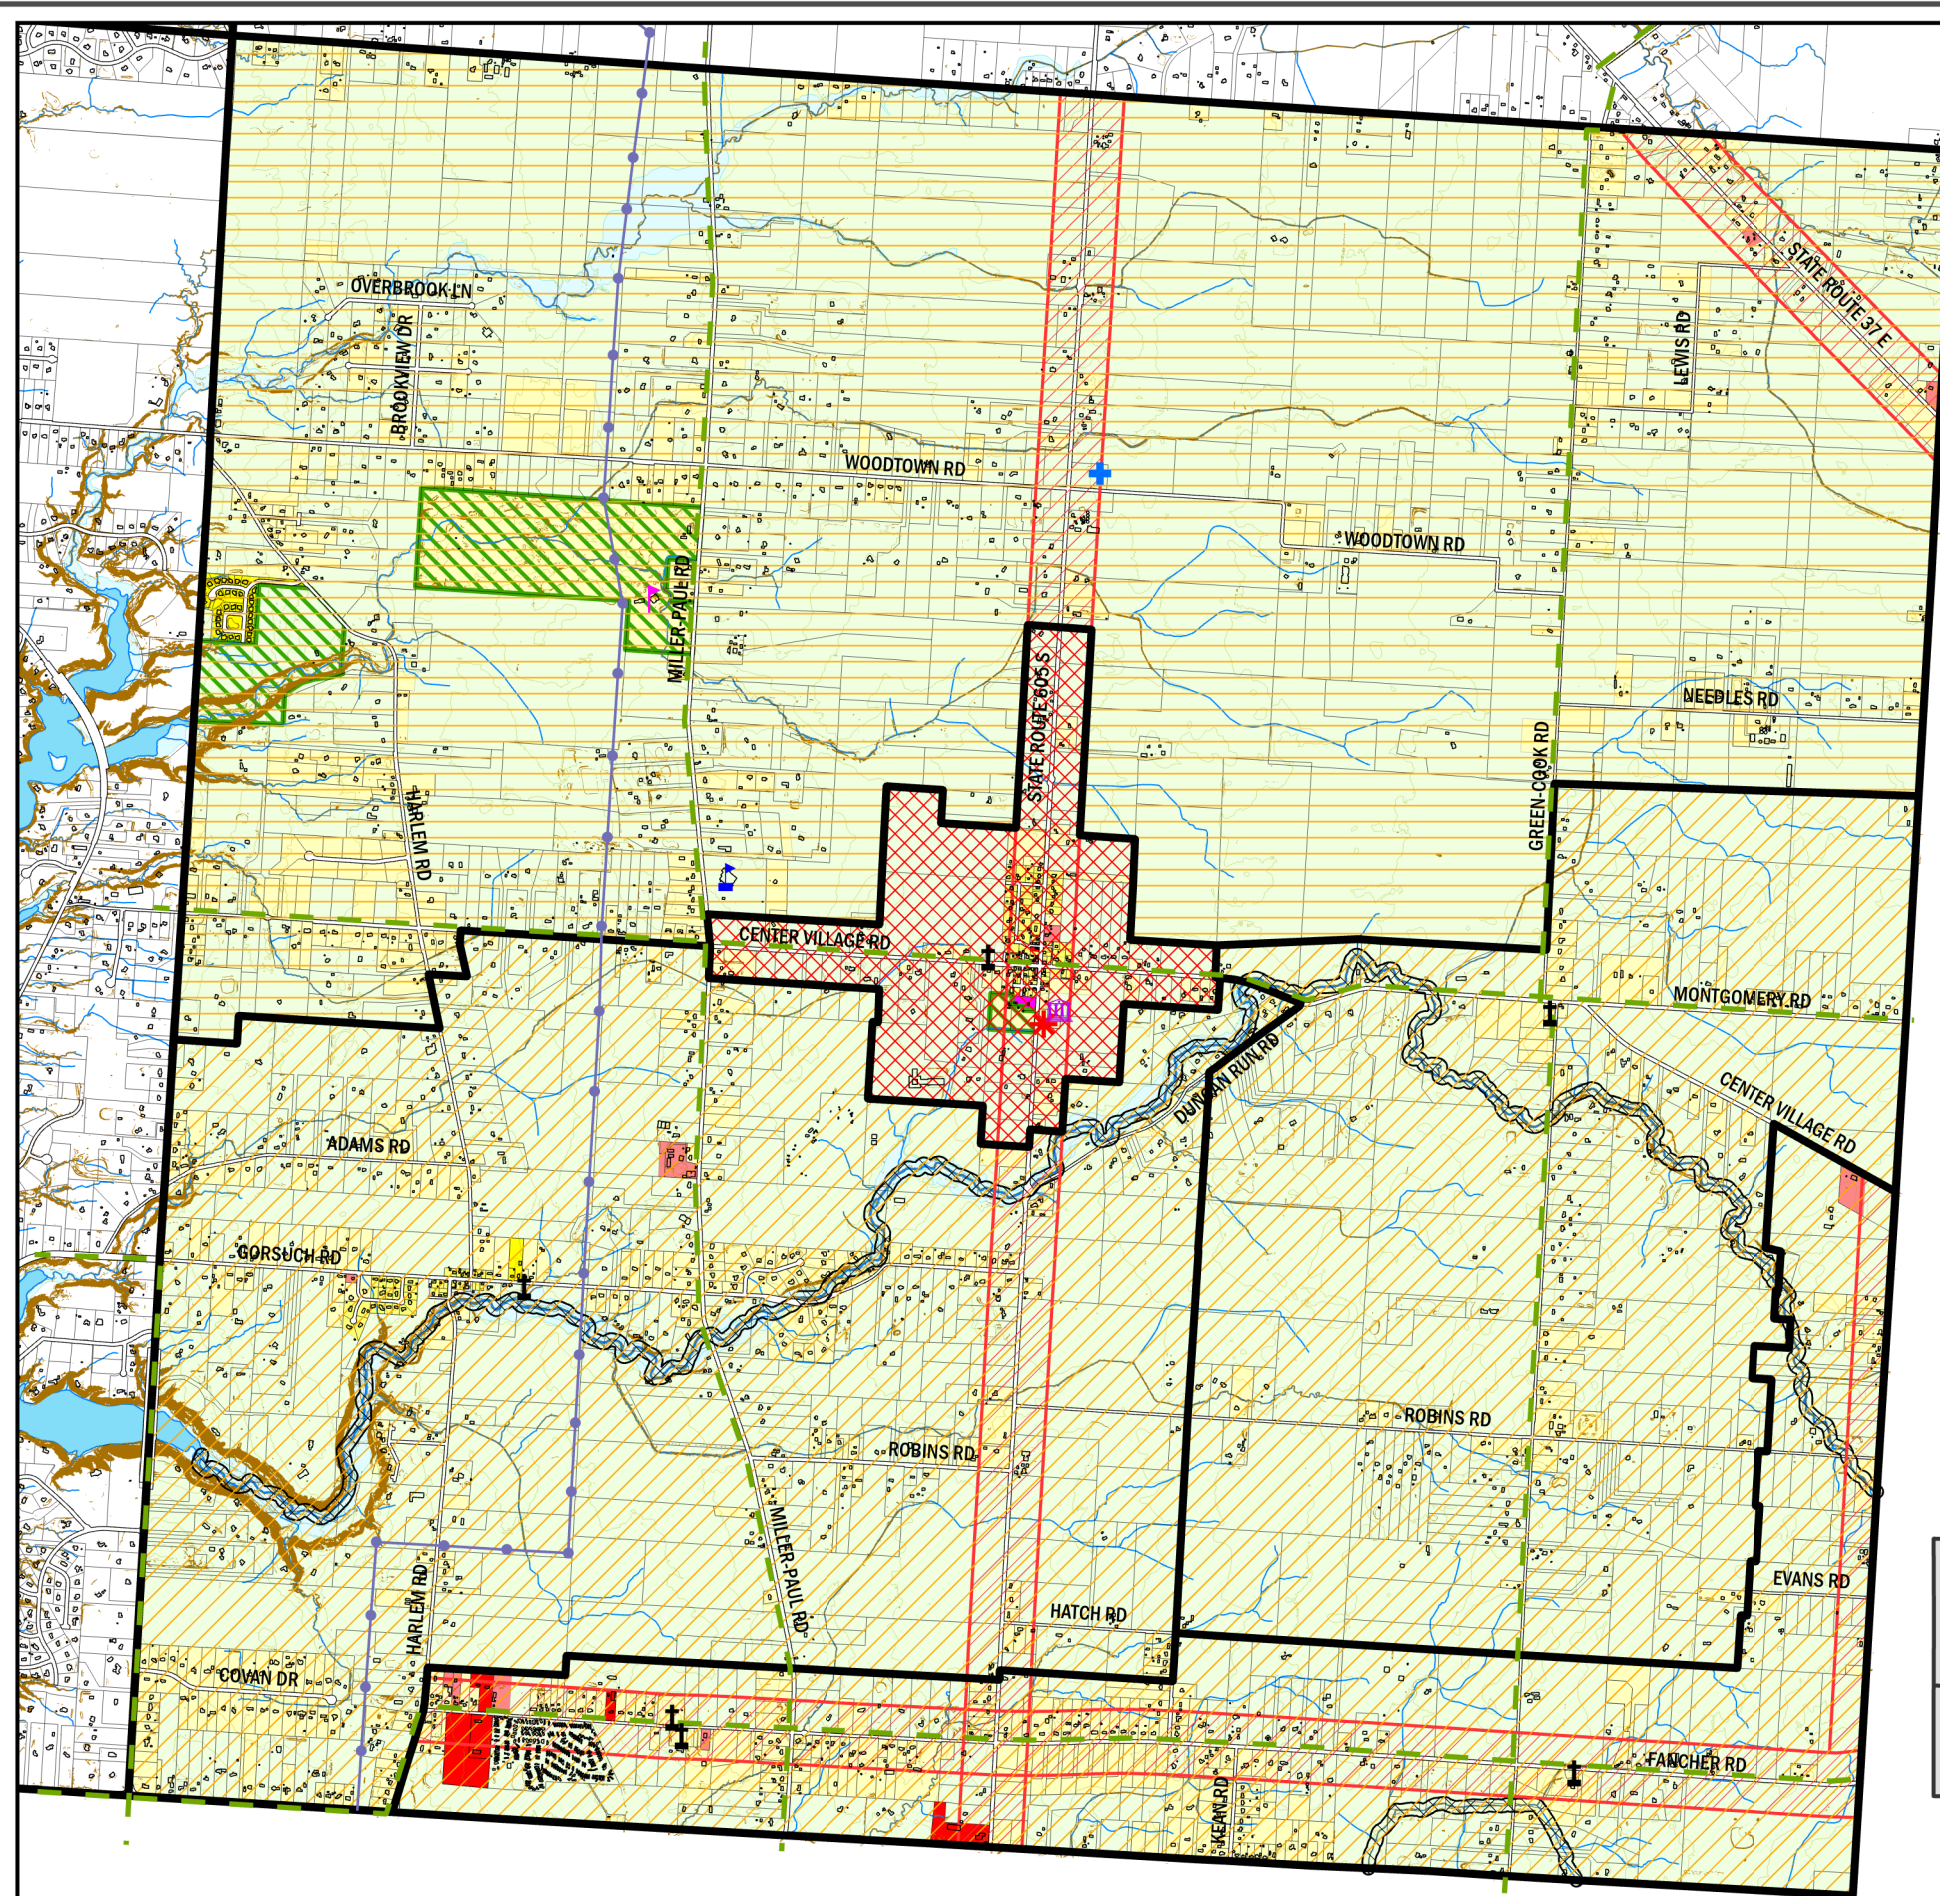 STATE ROUTE 37 E
OVERBROOK LN
BROOKVIEW DR
LEWIS RD
WOODTOWN RD
WOODTOWN RD
MILLER-PAUL RD
STATE ROUTE 605 S
NEEDLES RD
GREEN-COOK RD
HARLEM RD
CENTER VILLAGE RD
MONTGOMERY RD
DUNCAN RUN RD
CENTER VILLAGE RD
ADAMS RD
GORSUCH RD
ROBINS RD
ROBINS RD
MILLER-PAUL RD
EVANS RD
HARLEM RD
HATCH RD
COVAN DR
FANCHER RD
KEAN RD